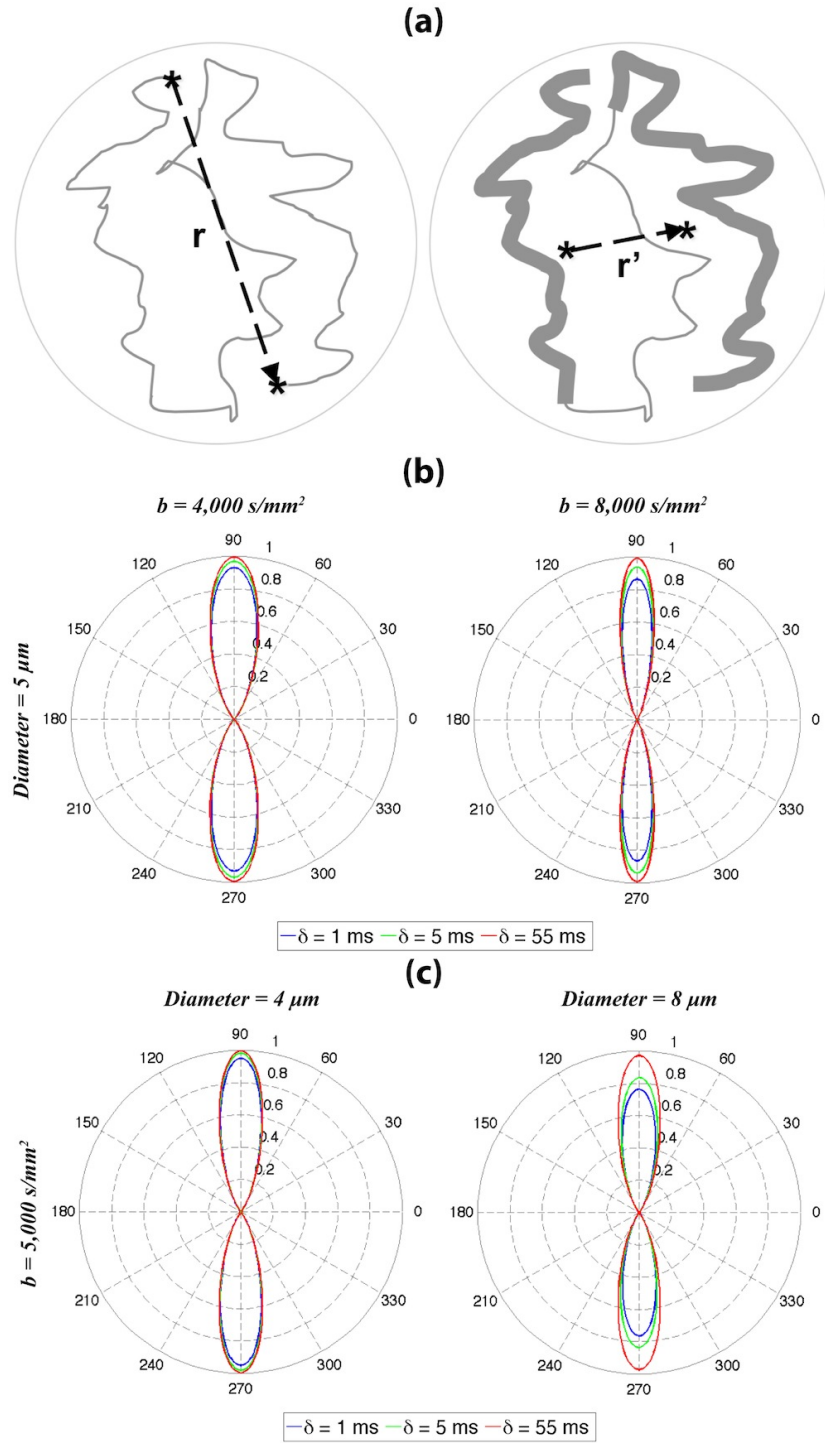 (a)
* * * *
r r’
(b)
b = 4,000 s/mm² b = 8,000 s/mm²
Diameter = 5 µm
90 1 90 1
120 0.8 60 120 0.8 60
150 0.6 30 150 0.6 30
0.4 0.4
0.2 0.2
180 0 180 0
210 330 210 330
240 300 240 300
270 270
δ = 1 ms δ = 5 ms δ = 55 ms
(c)
Diameter = 4 µm Diameter = 8 µm
b = 5,000 s/mm²
90 1 90 1
120 0.8 60 120 0.8 60
150 0.6 30 150 0.6 30
0.4 0.4
0.2 0.2
180 0 180 0
210 330 210 330
240 300 240 300
270 270
δ = 1 ms δ = 5 ms δ = 55 ms